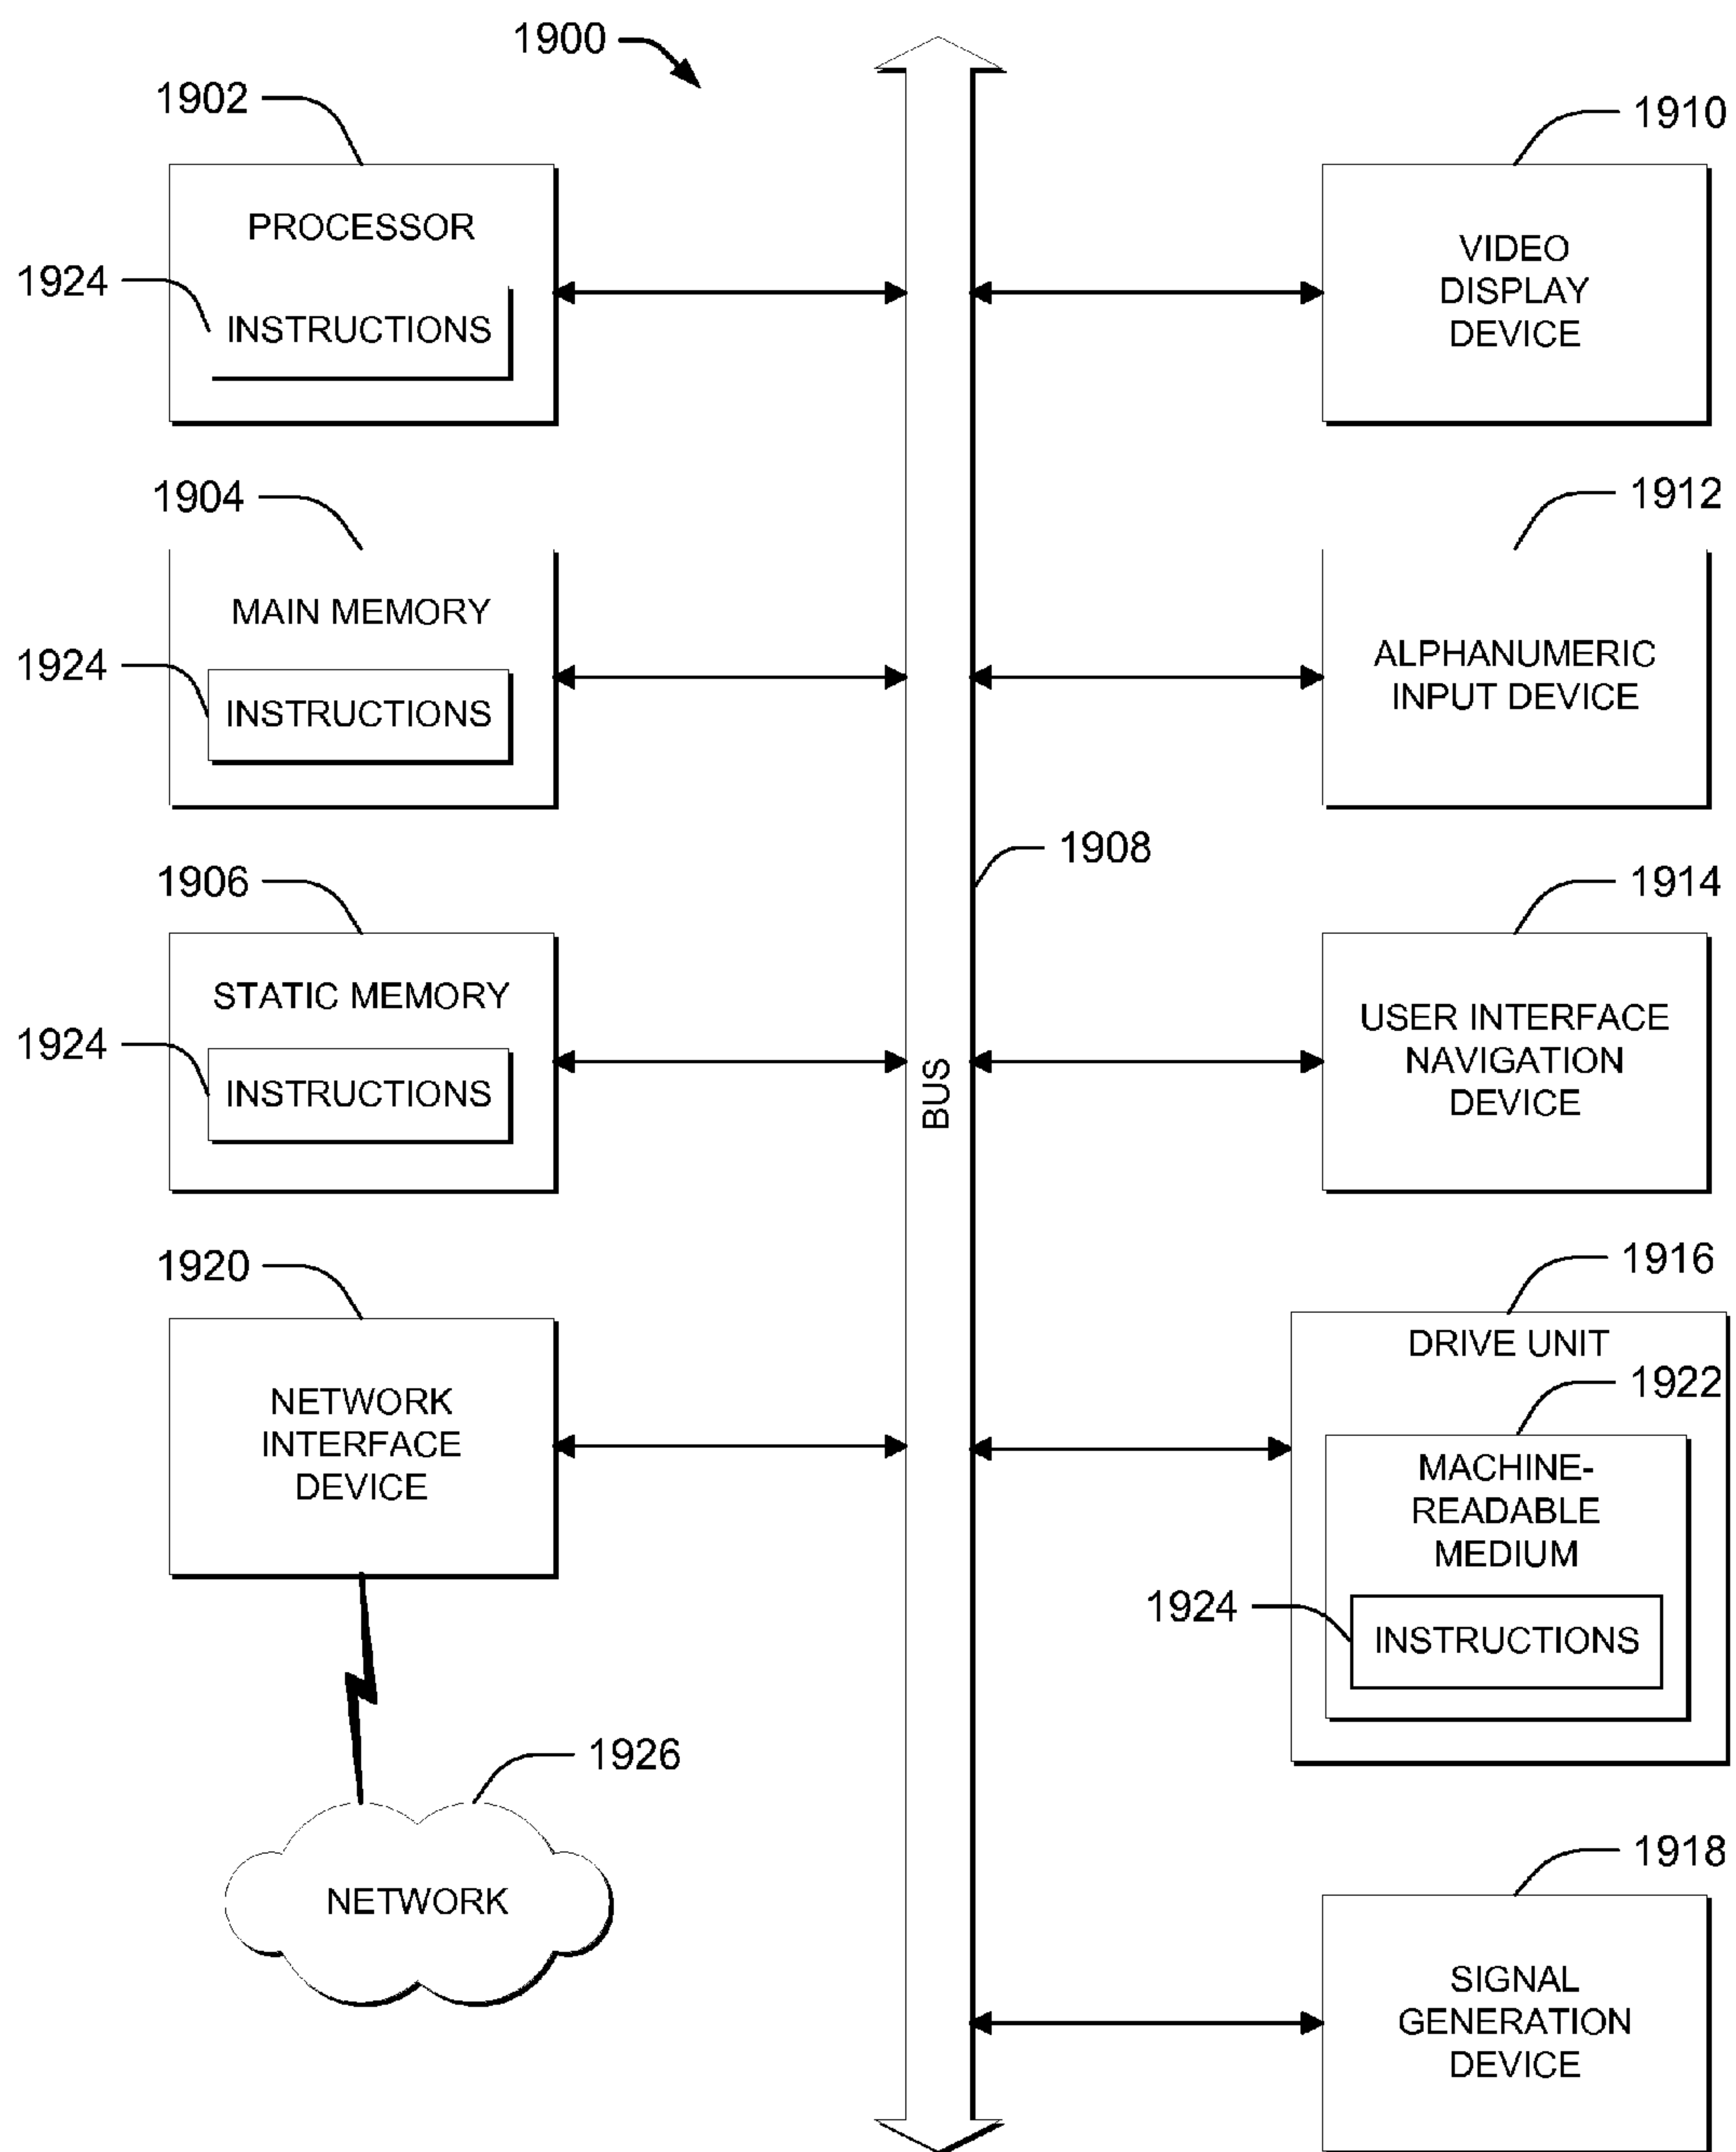 1900
1902
PROCESSOR
1924
INSTRUCTIONS
1904
MAIN MEMORY
1924
INSTRUCTIONS
1906
STATIC MEMORY
1924
INSTRUCTIONS
1920
NETWORK
INTERFACE
DEVICE
1926
NETWORK
BUS
1908
1910
VIDEO
DISPLAY
DEVICE
1912
ALPHANUMERIC
INPUT DEVICE
1914
USER INTERFACE
NAVIGATION
DEVICE
1916
DRIVE UNIT
1922
MACHINE-
READABLE
MEDIUM
1924
INSTRUCTIONS
1918
SIGNAL
GENERATION
DEVICE